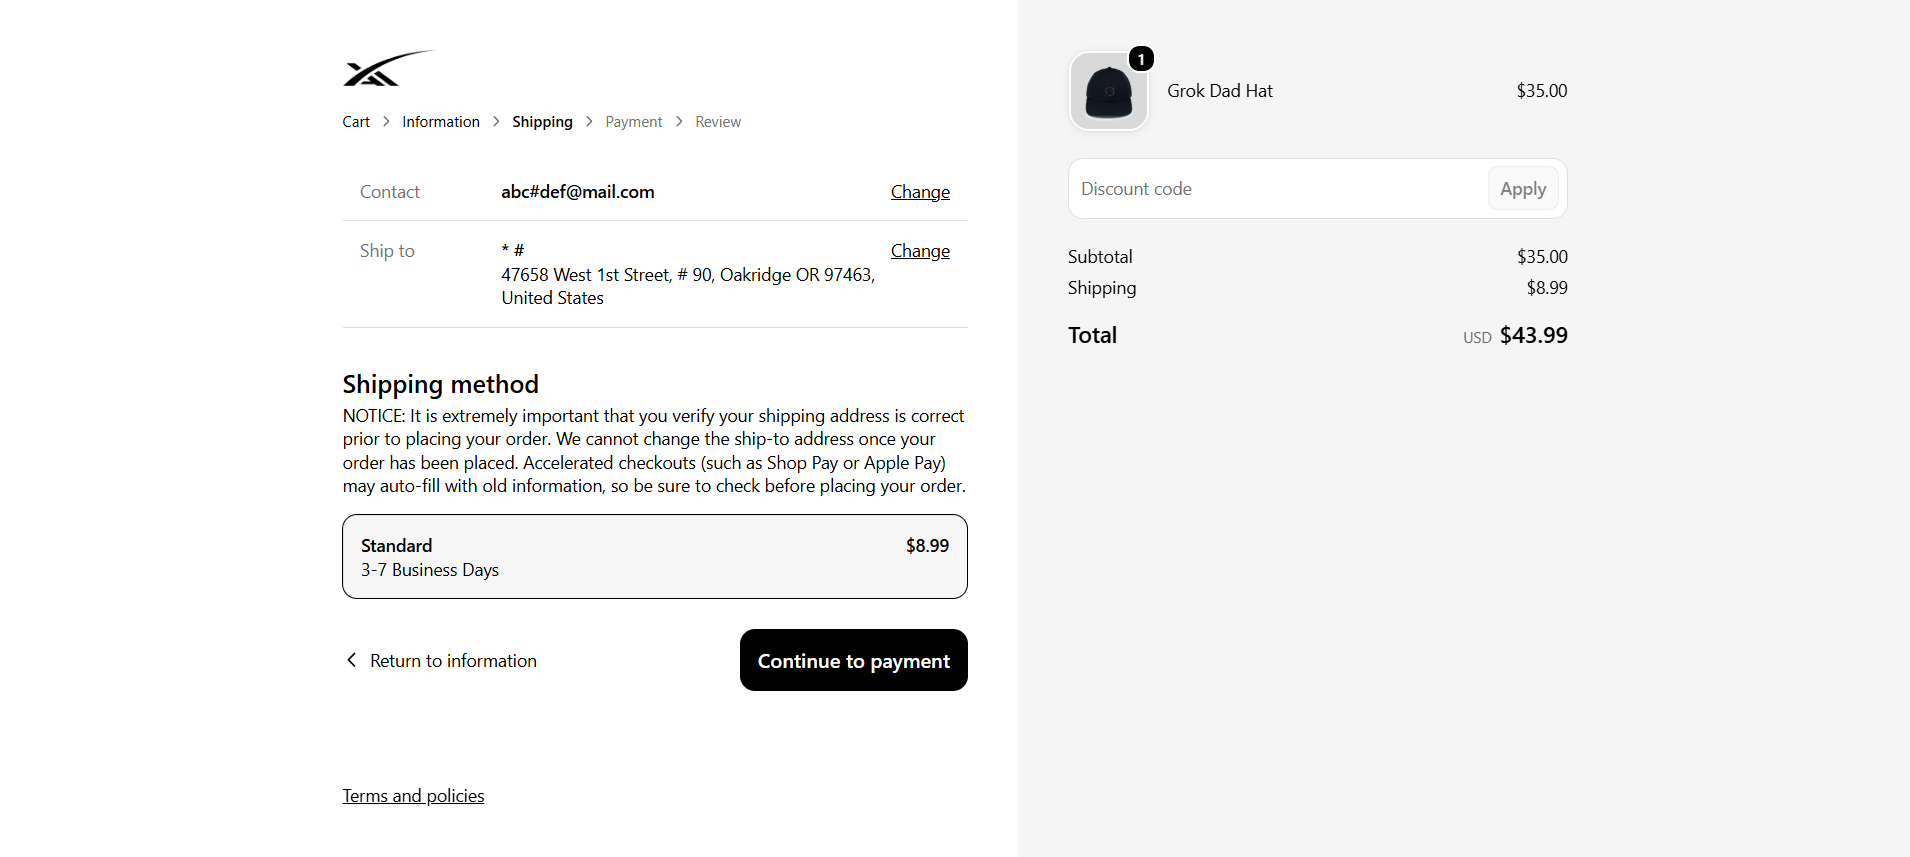 Cart > Information > Shipping > Payment > Review
Contact abc#def@mail.com Change
Ship to * # Change
47658 West 1st Street, # 90, Oakridge OR 97463,
United States
Shipping method
NOTICE: It is extremely important that you verify your shipping address is correct
prior to placing your order. We cannot change the ship-to address once your
order has been placed. Accelerated checkouts (such as Shop Pay or Apple Pay)
may auto-fill with old information, so be sure to check before placing your order.
Standard $8.99
3-7 Business Days
Return to information Continue to payment
Terms and policies
1
Grok Dad Hat $35.00
Discount code Apply
Subtotal $35.00
Shipping $8.99
Total USD $43.99